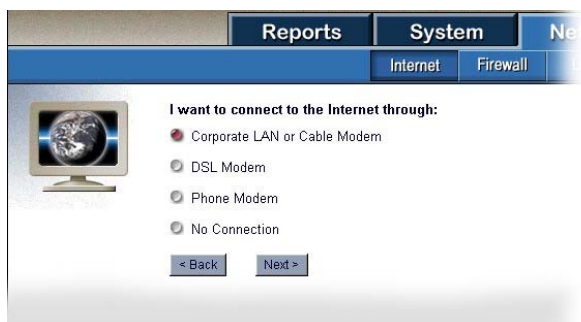 Reports System Ne
Internet Firewall
I want to connect to the Internet through:
Corporate LAN or Cable Modem
DSL Modem
Phone Modem
No Connection
< Back Next >